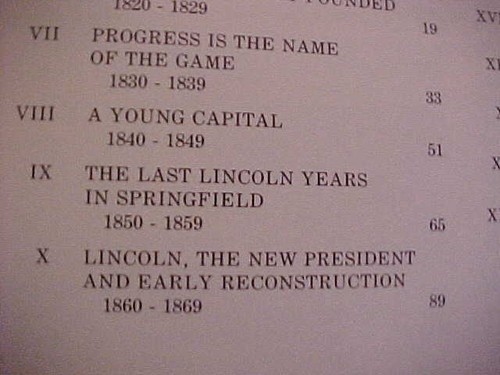 FOUNDED
1820 - 1829
19
VII PROGRESS IS THE NAME
OF THE GAME
1830 - 1839
33
VIII A YOUNG CAPITAL
1840 - 1849
51
IX THE LAST LINCOLN YEARS
IN SPRINGFIELD
1850 - 1859
65
X LINCOLN, THE NEW PRESIDENT
AND EARLY RECONSTRUCTION
1860 - 1869
89